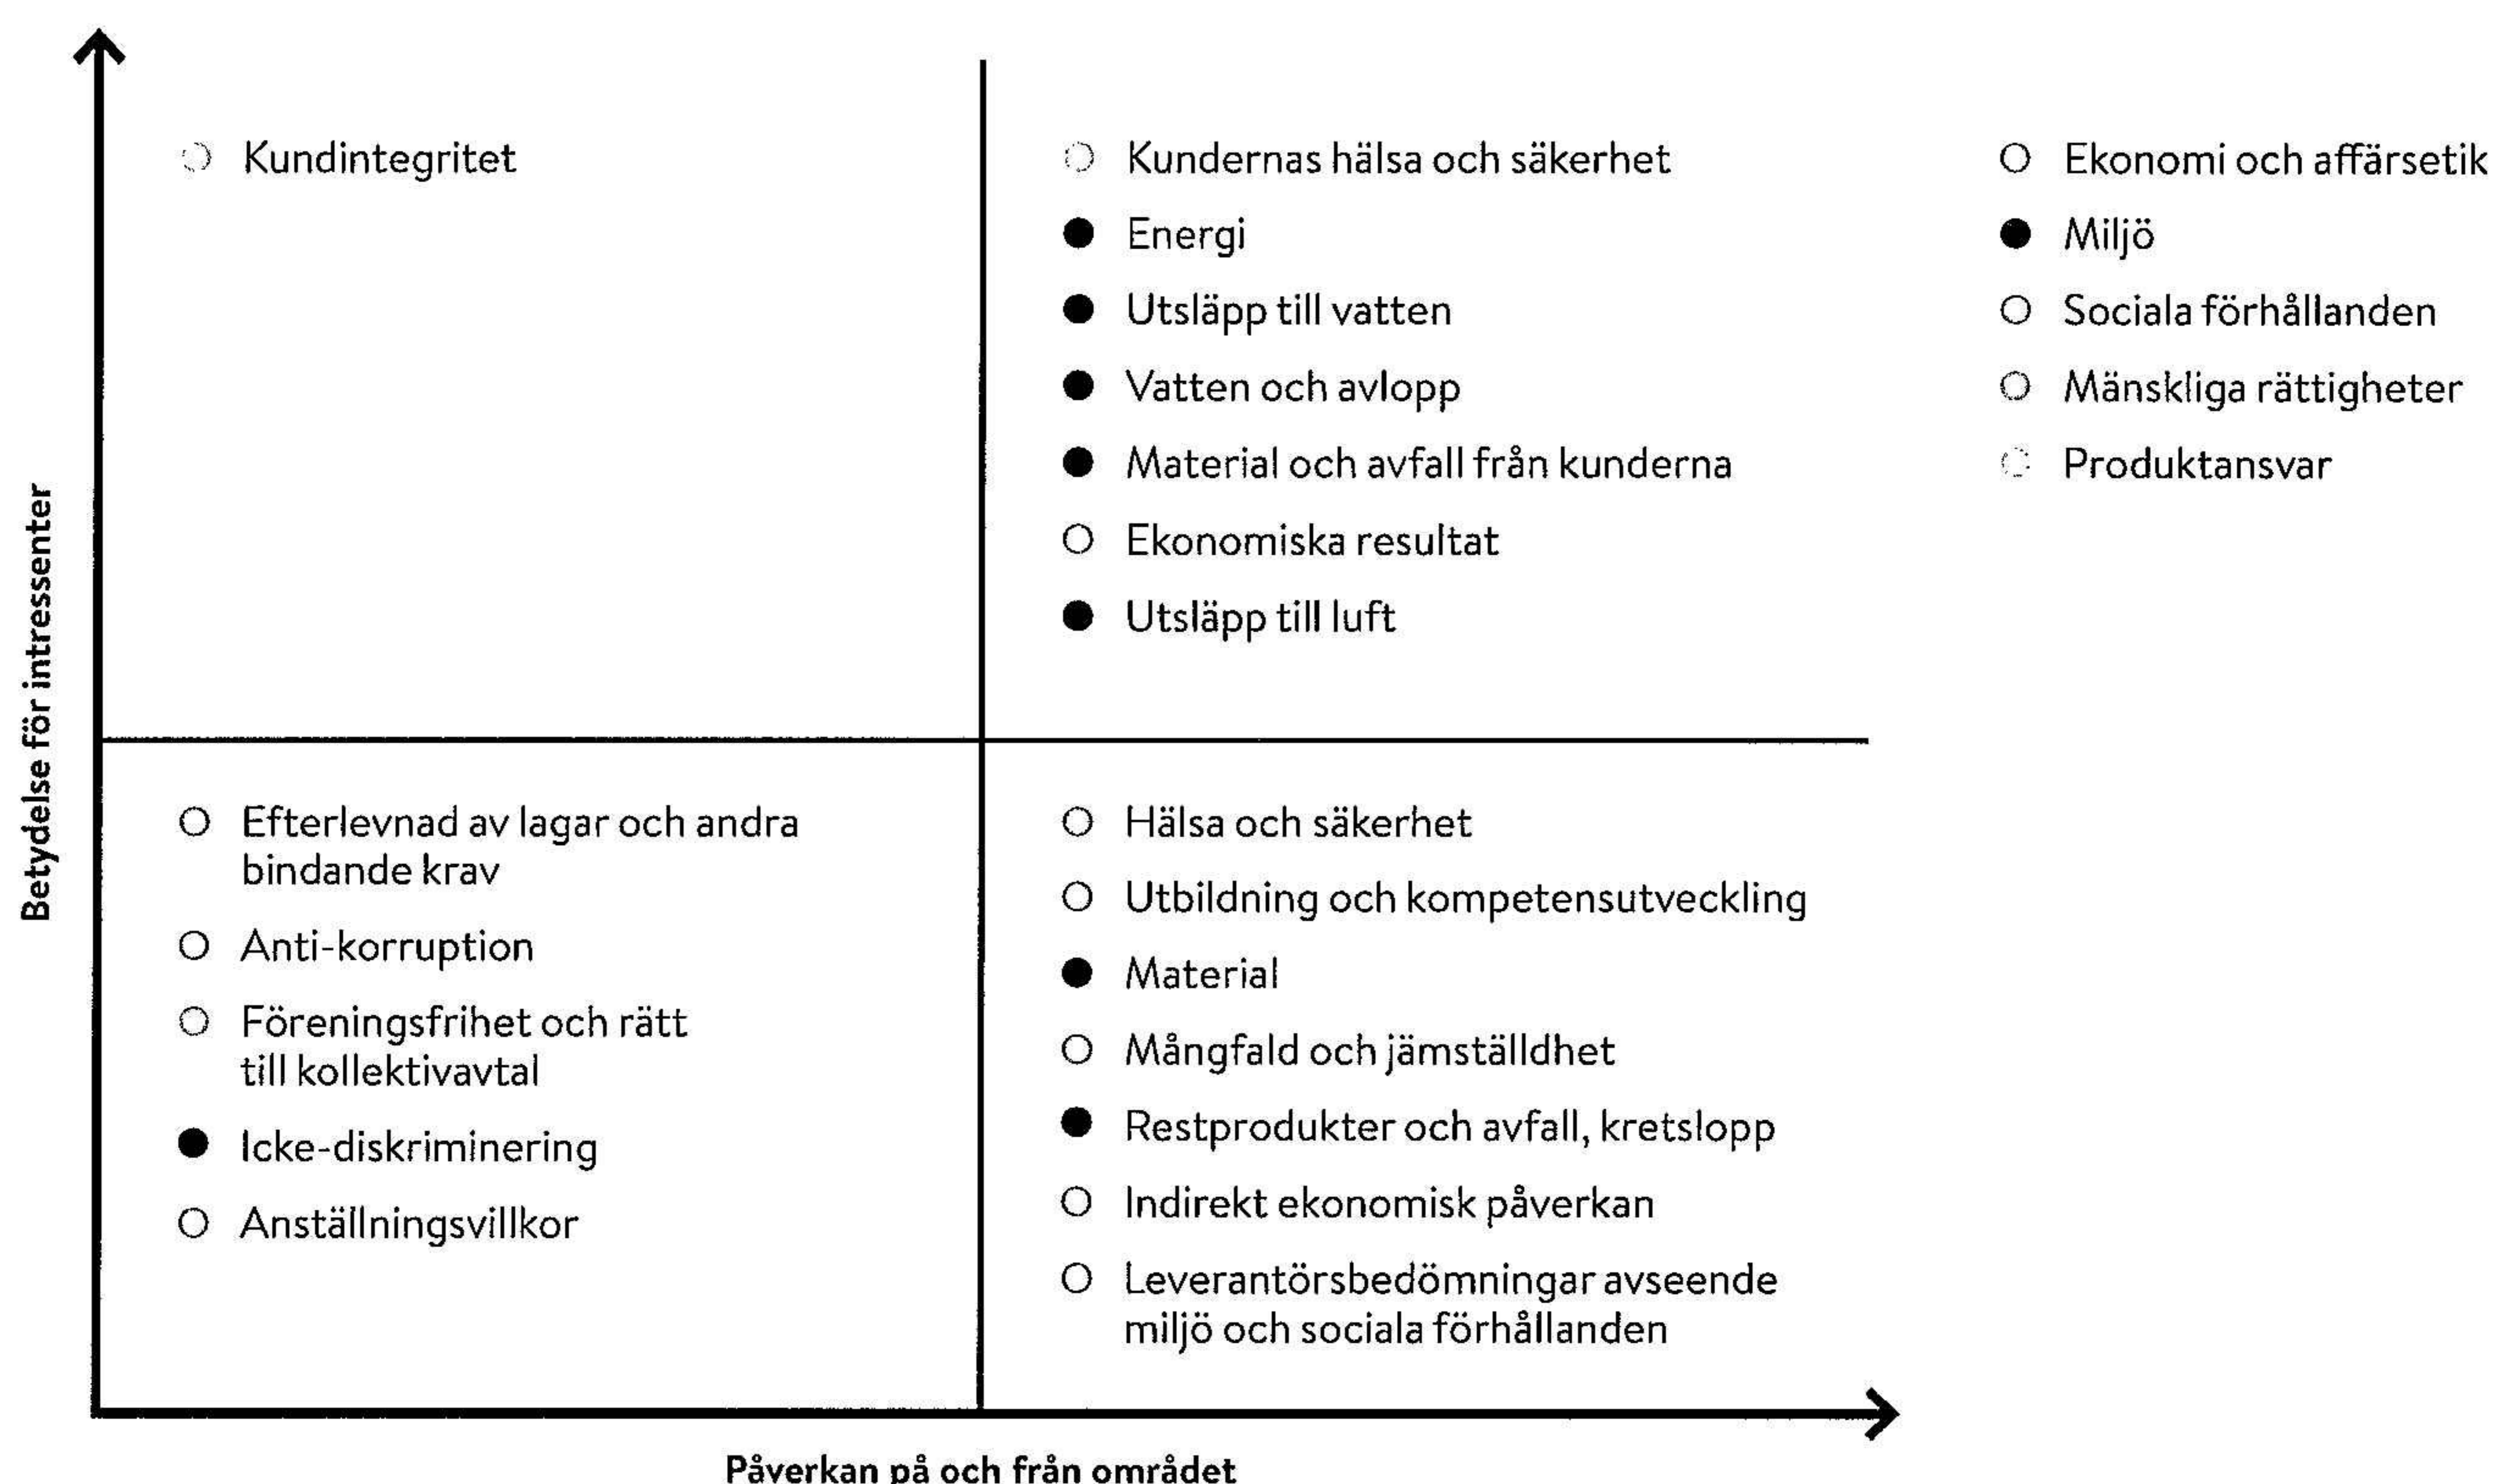 Betydelse för intressenter
Kundintegritet
Kundernas hälsa och säkerhet
Energi
Utsläpp till vatten
Vatten och avlopp
Material och avfall från kunderna
Ekonomiska resultat
Utsläpp till luft
Ekonomi och affärsetik
Miljö
Sociala förhållanden
Mänskliga rättigheter
Produktansvar
Efterlevnad av lagar och andra
bindande krav
Anti-korruption
Föreningsfrihet och rätt
till kollektivavtal
Icke-diskriminering
Anställningsvillkor
Hälsa och säkerhet
Utbildning och kompetensutveckling
Material
Mångfald och jämställdhet
Restprodukter och avfall, kretslopp
Indirekt ekonomisk påverkan
Leverantörsbedömningar avseende
miljö och sociala förhållanden
Påverkan på och från området